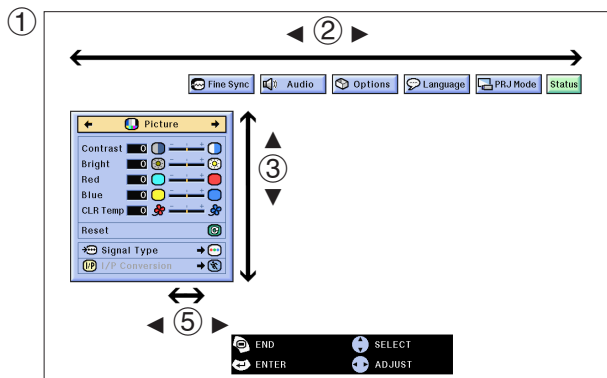 ①
◀ ② ▶
Fine Sync Audio Options Language PRJ Mode Status
Picture
Contrast 0
Bright 0
Red 0
Blue 0
CLR Temp 0
Reset
Signal Type
I/P I/P Conversion
▲
③
▼
◀ ⑤ ▶
END SELECT
ENTER ADJUST